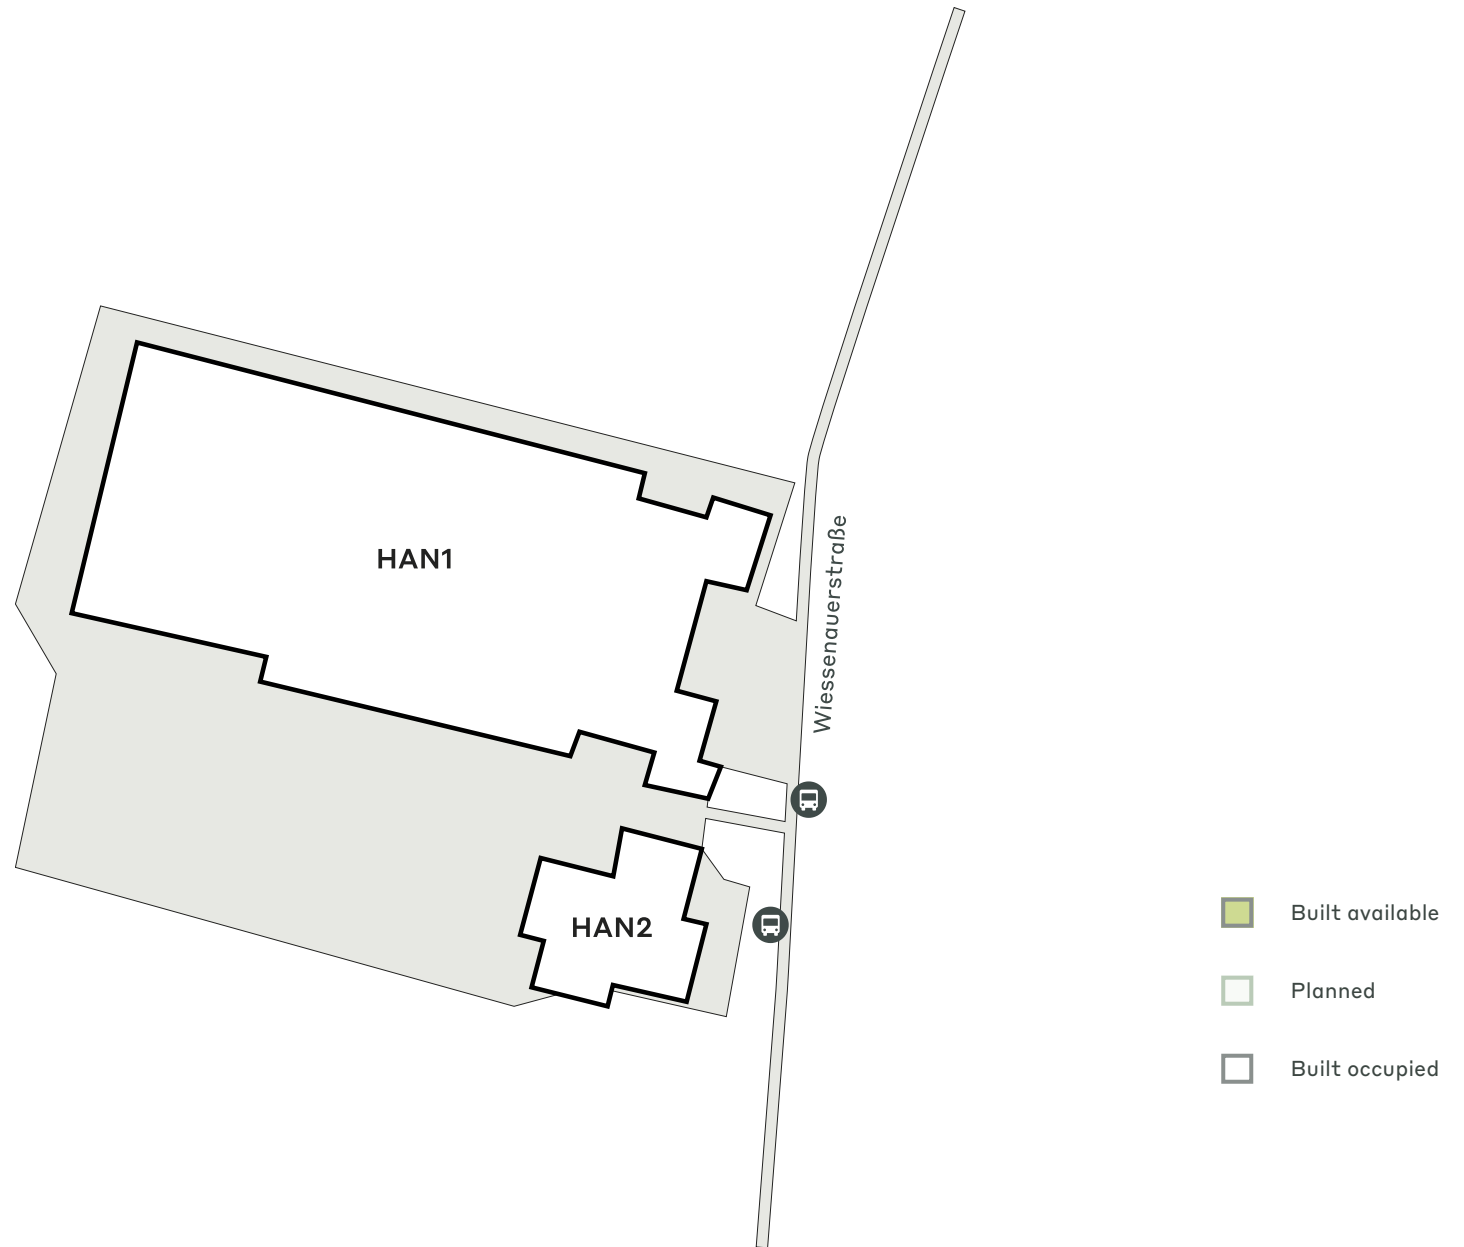 HAN1
Wiessenauerstraße
HAN2
Built available
Planned
Built occupied